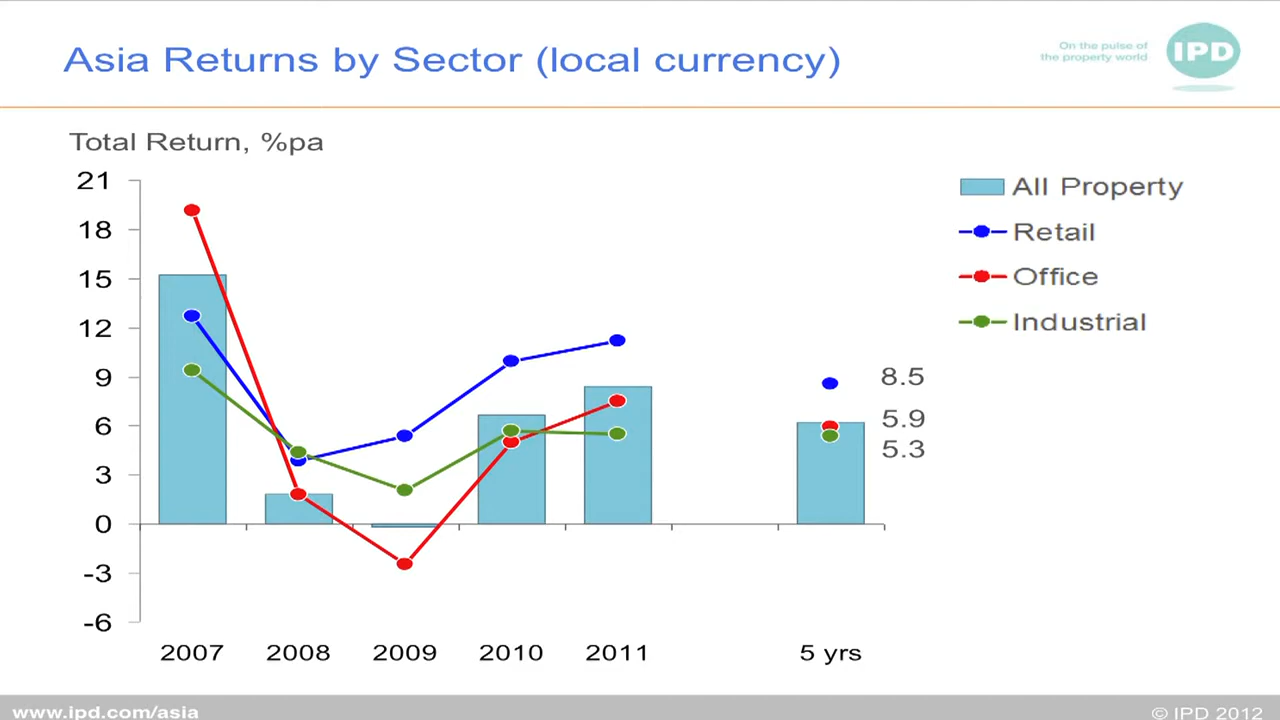 Asia Returns by Sector (local currency)
On the pulse of
the property world
IPD
Total Return, %pa
21
18
15
12
9
6
3
0
-3
-6
2007 2008 2009 2010 2011 5 yrs
All Property
Retail
Office
Industrial
8.5
5.9
5.3
www.ipd.com/asia
© IPD 2012